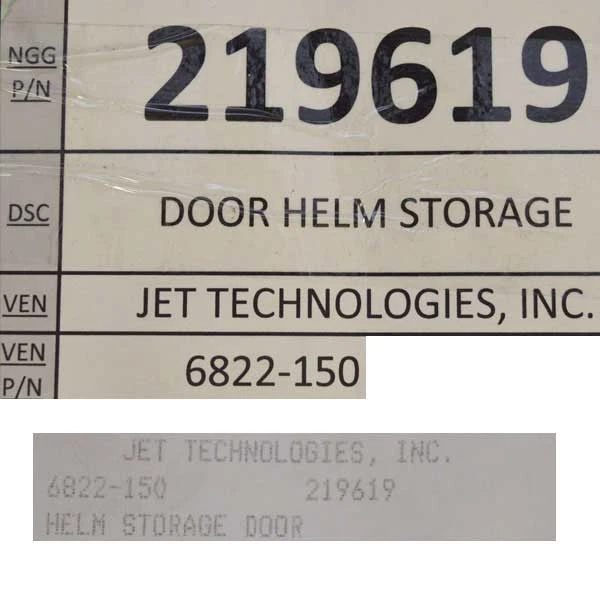 NGG P/N 219619
DSC DOOR HELM STORAGE
VEN JET TECHNOLOGIES, INC.
VEN P/N 6822-150
JET TECHNOLOGIES, INC.
6822-150 219619
HELM STORAGE DOOR